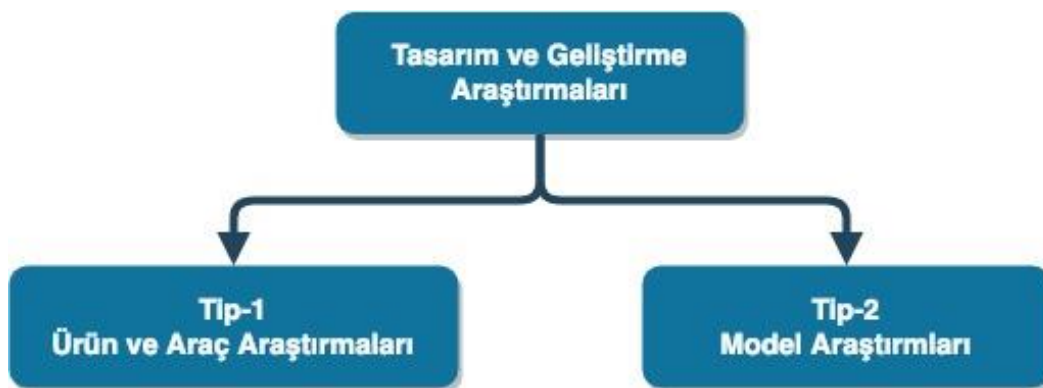 Tasarım ve Geliştirme
Araştırmaları
Tip-1
Ürün ve Araç Araştırmaları
Tip-2
Model Araştırmları